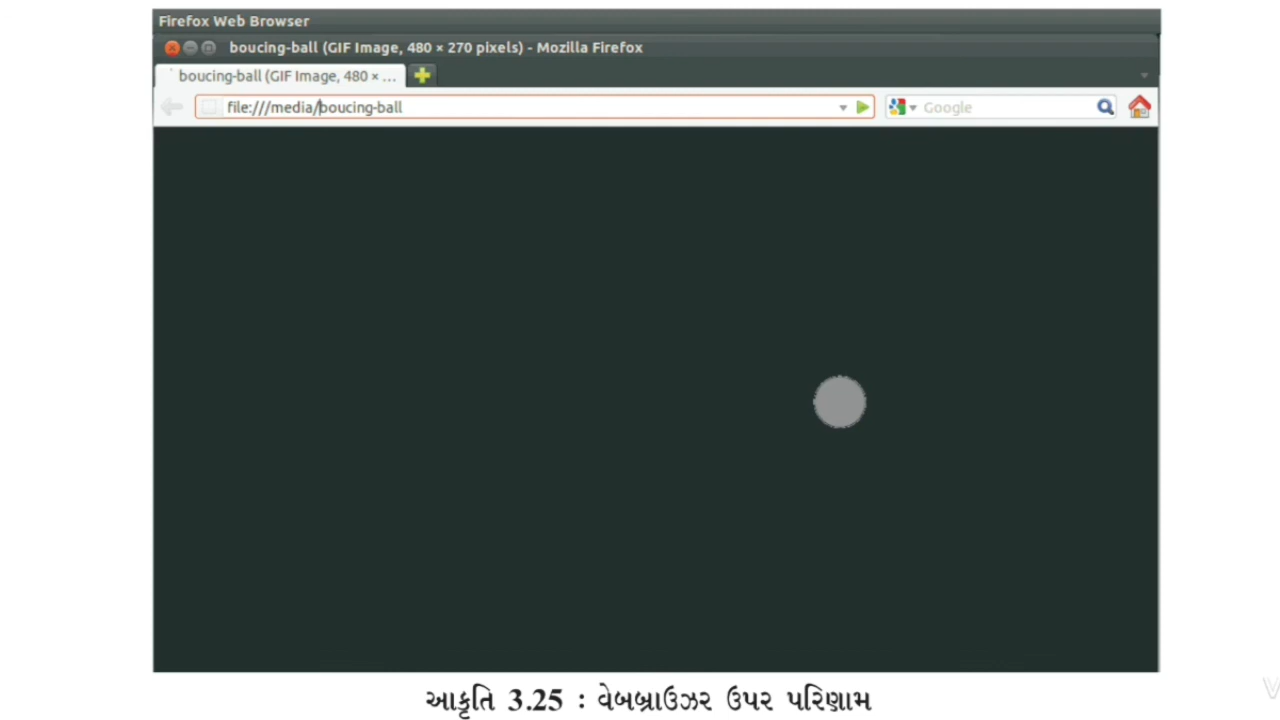 Firefox Web Browser
boucing-ball (GIF Image, 480 × 270 pixels) - Mozilla Firefox
boucing-ball (GIF Image, 480 × ...
file:///media/boucing-ball
Google
આકૃતિ 3.25 : વેબબ્રાઉઝર ઉપર પરિણામ